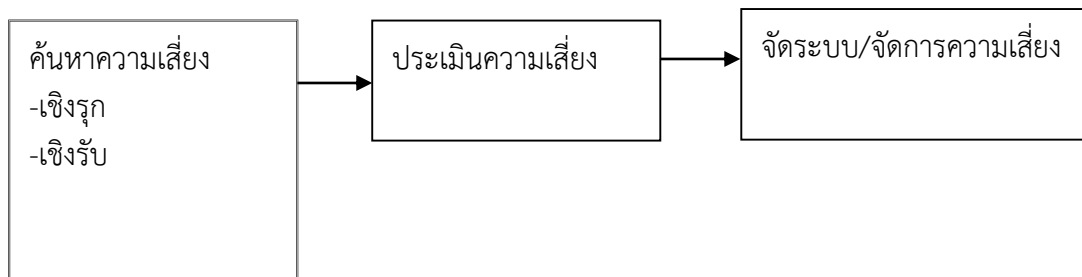 ค้นหาความเสี่ยง
-เชิงรุก
-เชิงรับ
ประเมินความเสี่ยง
จัดระบบ/จัดการความเสี่ยง